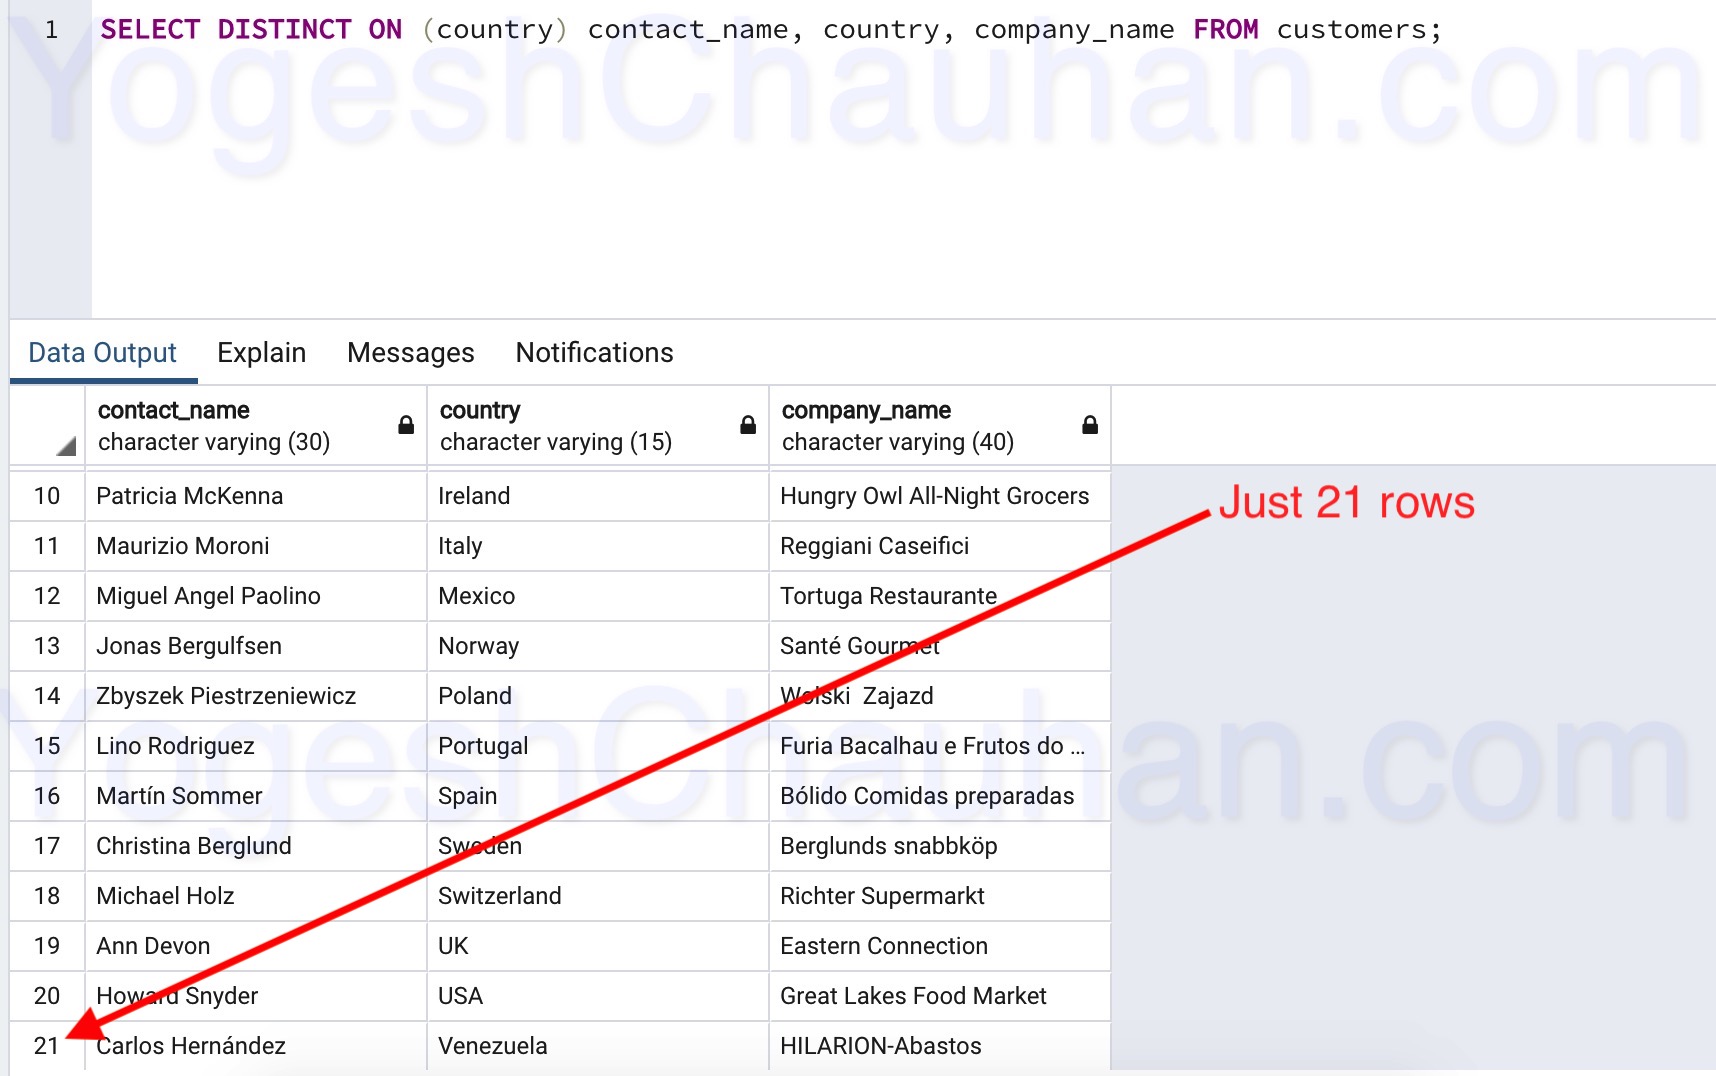 1 SELECT DISTINCT ON (country) contact_name, country, company_name FROM customers;
YogeshChauhan.com
Data Output Explain Messages Notifications
contact_name country company_name
character varying (30) character varying (15) character varying (40)
10 Patricia McKenna Ireland Hungry Owl All-Night Grocers
Just 21 rows
11 Maurizio Moroni Italy Reggiani Caseifici
12 Miguel Angel Paolino Mexico Tortuga Restaurante
13 Jonas Bergulfsen Norway Santé Gourmet
14 Zbyszek Piestrzeniewicz Poland Wolski  Zajazd
15 Lino Rodriguez Portugal Furia Bacalhau e Frutos do ...
YogeshChauhan.com
16 Martín Sommer Spain Bólido Comidas preparadas
17 Christina Berglund Sweden Berglunds snabbköp
18 Michael Holz Switzerland Richter Supermarkt
19 Ann Devon UK Eastern Connection
20 Howard Snyder USA Great Lakes Food Market
21 Carlos Hernández Venezuela HILARION-Abastos